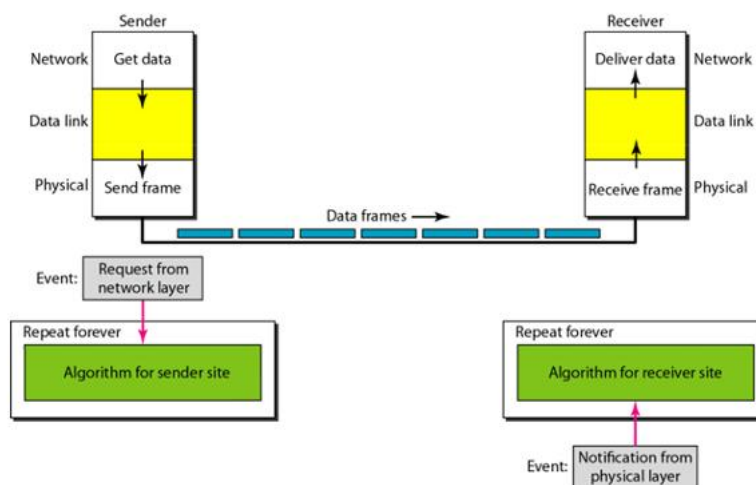 Sender
Receiver
Network
Get data
Deliver data
Network
Data link
Data link
Physical
Send frame
Receive frame
Physical
Data frames
Event:
Request from
network layer
Repeat forever
Algorithm for sender site
Repeat forever
Algorithm for receiver site
Event:
Notification from
physical layer